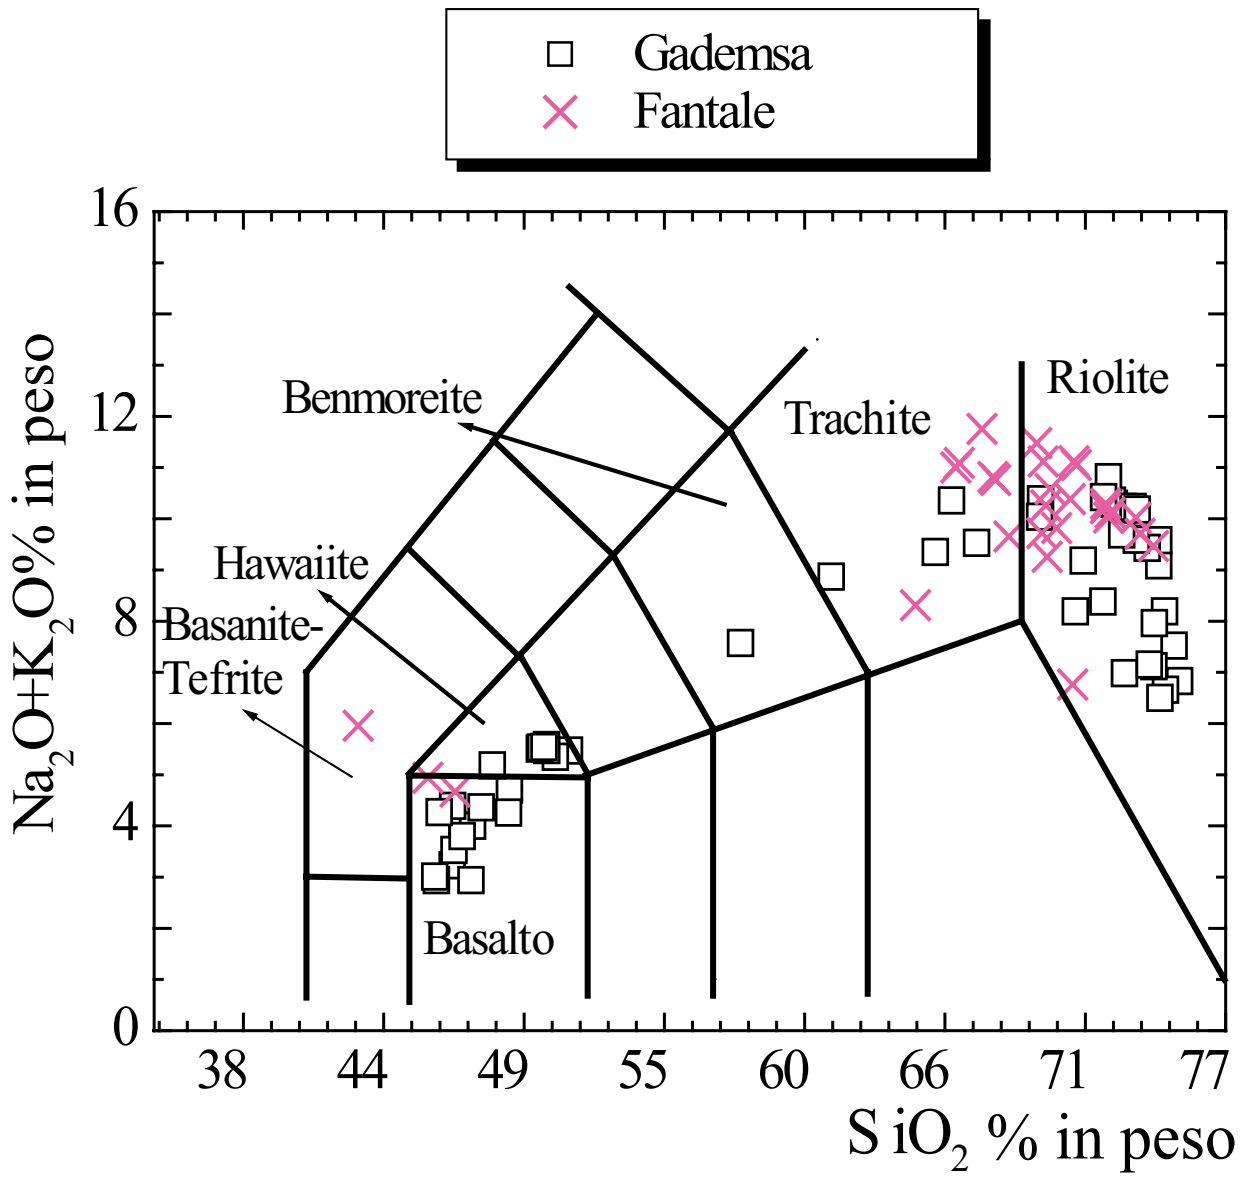 Gademsa
Fantale
16
12
8
4
0
Na₂O+K₂O% in peso
Riolite
Benmoreite
Trachite
Hawaiite
Basanite-
Tefrite
Basalto
38 44 49 55 60 66 71 77
SiO₂ % in peso